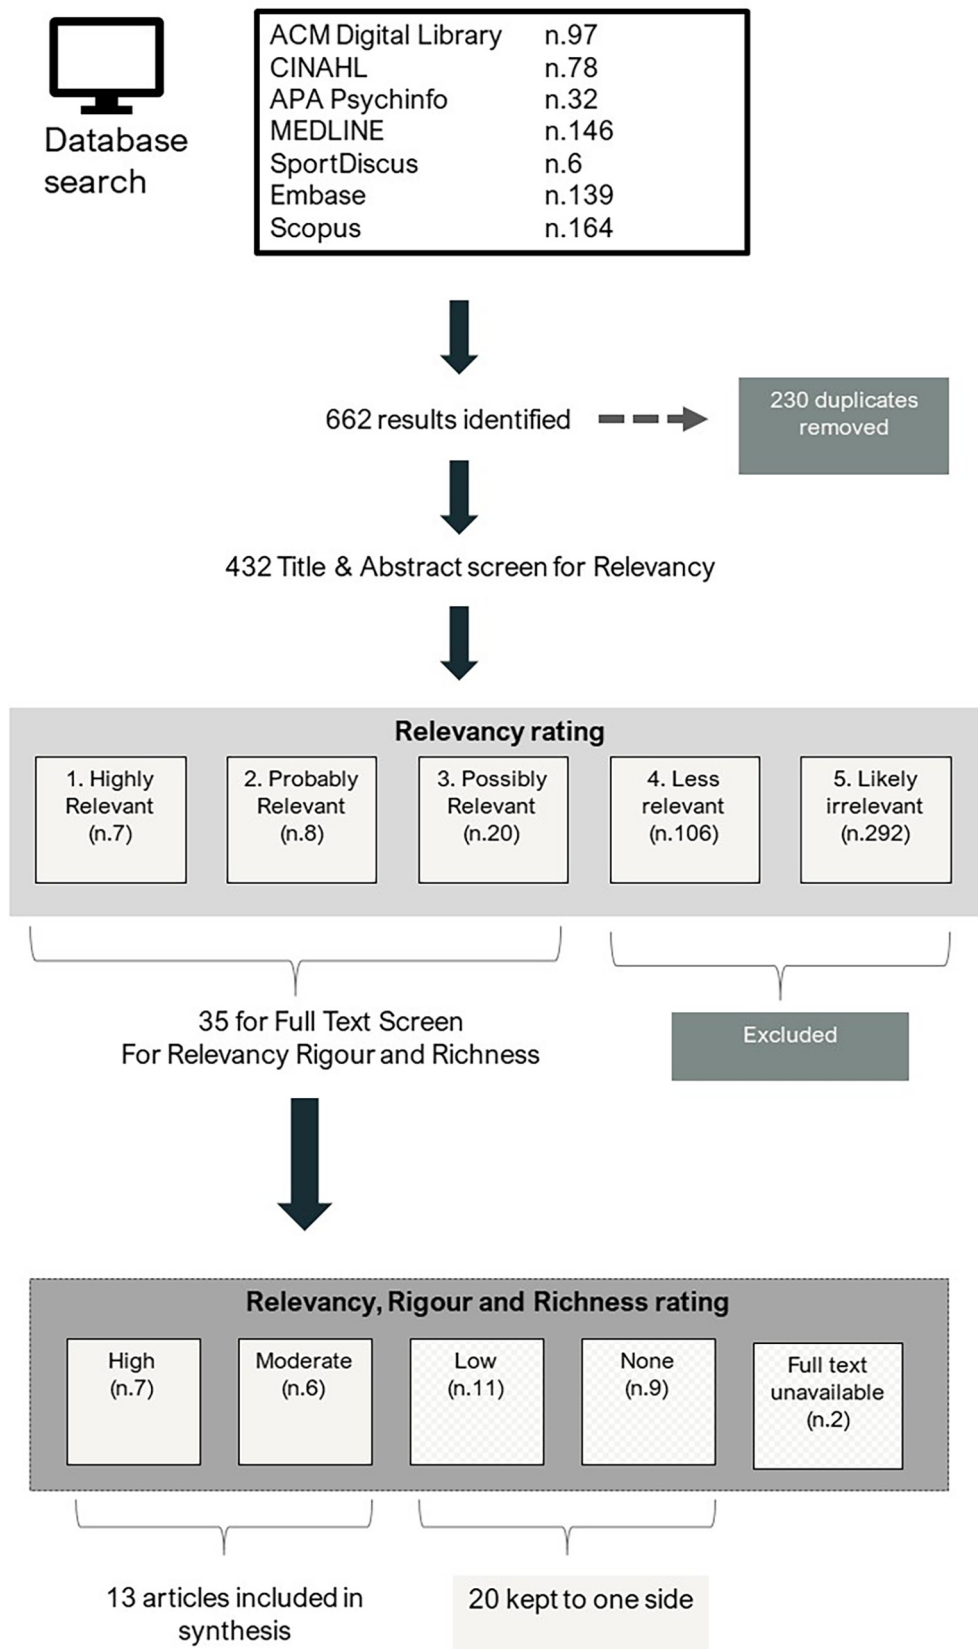 Database
search
ACM Digital Library n.97
CINAHL n.78
APA Psychinfo n.32
MEDLINE n.146
SportDiscus n.6
Embase n.139
Scopus n.164
662 results identified
230 duplicates
removed
432 Title & Abstract screen for Relevancy
Relevancy rating
1. Highly
Relevant
(n.7)
2. Probably
Relevant
(n.8)
3. Possibly
Relevant
(n.20)
4. Less
relevant
(n.106)
5. Likely
irrelevant
(n.292)
35 for Full Text Screen
For Relevancy Rigour and Richness
Excluded
Relevancy, Rigour and Richness rating
High
(n.7)
Moderate
(n.6)
Low
(n.11)
None
(n.9)
Full text
unavailable
(n.2)
13 articles included in
synthesis
20 kept to one side